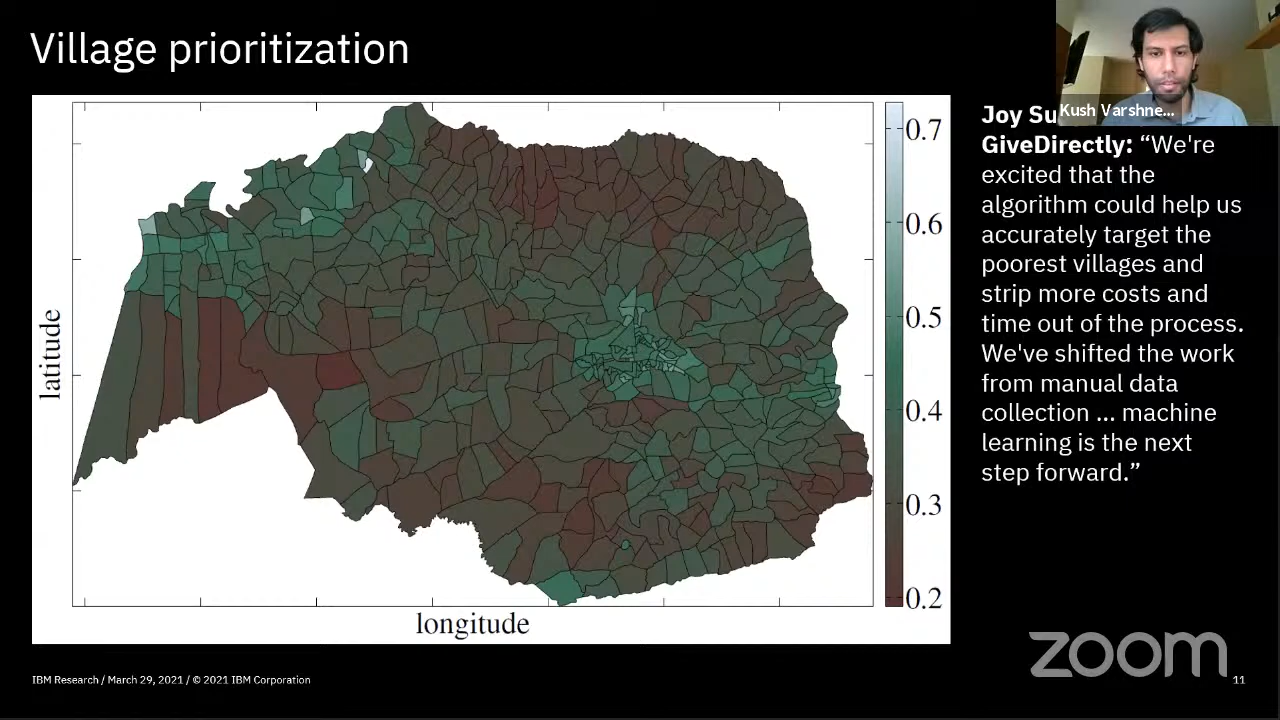 Village prioritization
Kush Varshne...
Joy Su
GiveDirectly: “We're
excited that the
algorithm could help us
accurately target the
poorest villages and
strip more costs and
time out of the process.
We've shifted the work
from manual data
collection ... machine
learning is the next
step forward.”
0.7
0.6
0.5
0.4
0.3
0.2
latitude
longitude
zoom
IBM Research / March 29, 2021 / © 2021 IBM Corporation
11